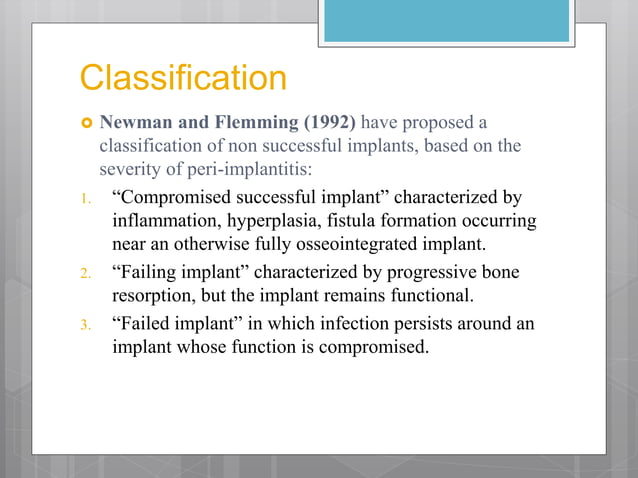 Classification
Newman and Flemming (1992) have proposed a
classification of non successful implants, based on the
severity of peri-implantitis:
1. “Compromised successful implant” characterized by
inflammation, hyperplasia, fistula formation occurring
near an otherwise fully osseointegrated implant.
2. “Failing implant” characterized by progressive bone
resorption, but the implant remains functional.
3. “Failed implant” in which infection persists around an
implant whose function is compromised.